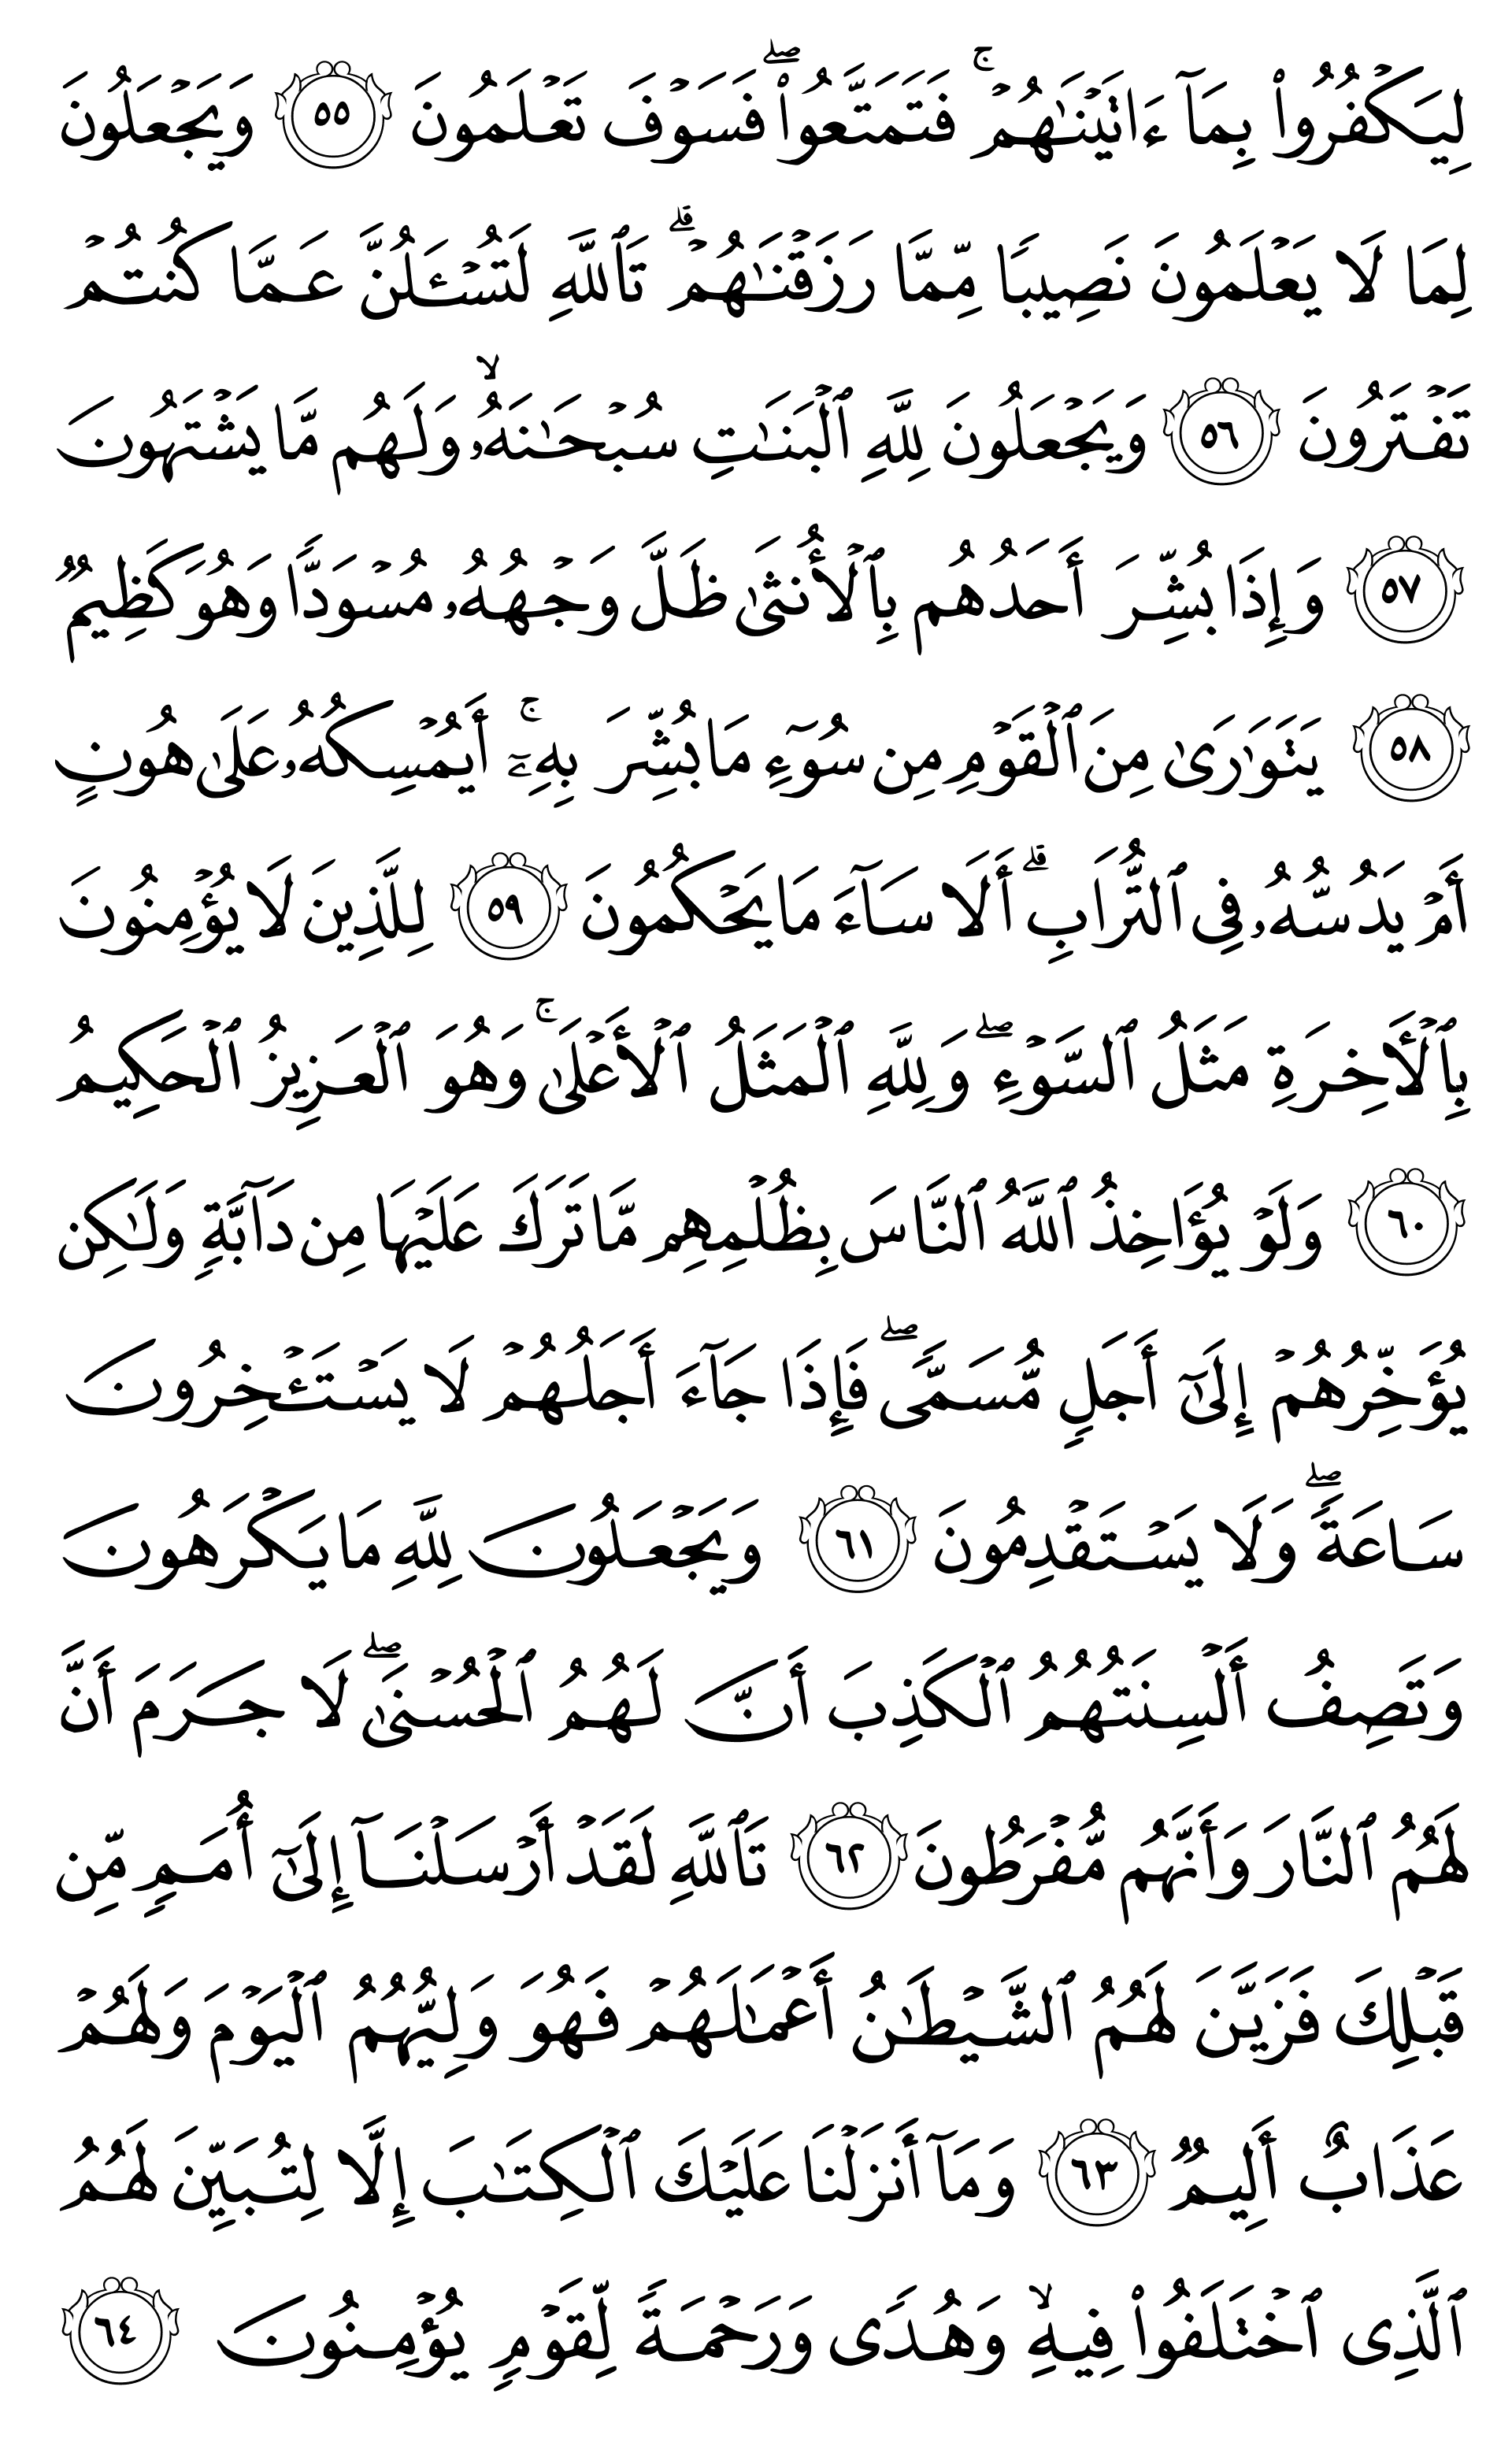 لِيَكۡفُرُواْ بِمَآ ءَاتَيۡنَٰهُمۡۚ فَتَمَتَّعُواْ فَسَوۡفَ تَعۡلَمُونَ ٥٥ وَيَجۡعَلُونَ
لِمَا لَا يَعۡلَمُونَ نَصِيبٗا مِّمَّا رَزَقۡنَٰهُمۡۗ تَٱللَّهِ لَتُسۡـَٔلُنَّ عَمَّا كُنتُمۡ
تَفۡتَرُونَ ٥٦ وَيَجۡعَلُونَ لِلَّهِ ٱلۡبَنَٰتِ سُبۡحَٰنَهُۥۙ وَلَهُم مَّا يَشۡتَهُونَ
٥٧ وَإِذَا بُشِّرَ أَحَدُهُم بِٱلۡأُنثَىٰ ظَلَّ وَجۡهُهُۥ مُسۡوَدّٗا وَهُوَ كَظِيمٞ
٥٨ يَتَوَٰرَىٰ مِنَ ٱلۡقَوۡمِ مِن سُوٓءِ مَا بُشِّرَ بِهِۦٓۚ أَيُمۡسِكُهُۥ عَلَىٰ هُونٍ
أَمۡ يَدُسُّهُۥ فِي ٱلتُّرَابِۗ أَلَا سَآءَ مَا يَحۡكُمُونَ ٥٩ لِلَّذِينَ لَا يُؤۡمِنُونَ
بِٱلۡأٓخِرَةِ مَثَلُ ٱلسَّوۡءِۖ وَلِلَّهِ ٱلۡمَثَلُ ٱلۡأَعۡلَىٰۚ وَهُوَ ٱلۡعَزِيزُ ٱلۡحَكِيمُ
٦٠ وَلَوۡ يُؤَاخِذُ ٱللَّهُ ٱلنَّاسَ بِظُلۡمِهِم مَّا تَرَكَ عَلَيۡهَا مِن دَآبَّةٖ وَلَٰكِن
يُؤَخِّرُهُمۡ إِلَىٰٓ أَجَلٖ مُّسَمّٗىۖ فَإِذَا جَآءَ أَجَلُهُمۡ لَا يَسۡتَـٔۡخِرُونَ
سَاعَةٗۖ وَلَا يَسۡتَقۡدِمُونَ ٦١ وَيَجۡعَلُونَ لِلَّهِ مَا يَكۡرَهُونَ
وَتَصِفُ أَلۡسِنَتُهُمُ ٱلۡكَذِبَ أَنَّ لَهُمُ ٱلۡحُسۡنَىٰۖ لَا جَرَمَ أَنَّ
لَهُمُ ٱلنَّارَ وَأَنَّهُم مُّفۡرَطُونَ ٦٢ تَٱللَّهِ لَقَدۡ أَرۡسَلۡنَآ إِلَىٰٓ أُمَمٖ مِّن
قَبۡلِكَ فَزَيَّنَ لَهُمُ ٱلشَّيۡطَٰنُ أَعۡمَٰلَهُمۡ فَهُوَ وَلِيُّهُمُ ٱلۡيَوۡمَ وَلَهُمۡ
عَذَابٌ أَلِيمٞ ٦٣ وَمَآ أَنزَلۡنَا عَلَيۡكَ ٱلۡكِتَٰبَ إِلَّا لِتُبَيِّنَ لَهُمُ
ٱلَّذِي ٱخۡتَلَفُواْ فِيهِۙ وَهُدٗى وَرَحۡمَةٗ لِّقَوۡمٖ يُؤۡمِنُونَ ٦٤